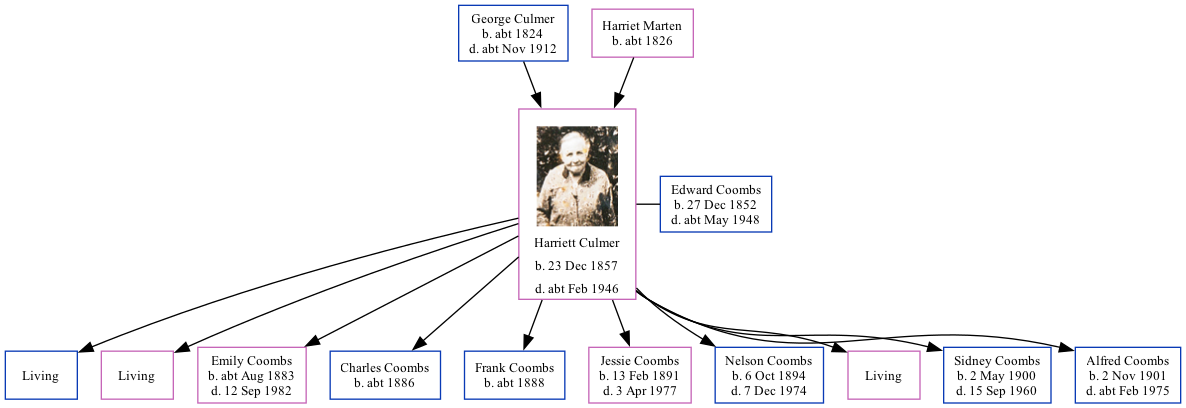 George Culmer
b. abt 1824
d. abt Nov 1912
Harriet Marten
b. abt 1826
Harriett Culmer
b. 23 Dec 1857
d. abt Feb 1946
Edward Coombs
b. 27 Dec 1852
d. abt May 1948
Living
Living
Emily Coombs
b. abt Aug 1883
d. 12 Sep 1982
Charles Coombs
b. abt 1886
Frank Coombs
b. abt 1888
Jessie Coombs
b. 13 Feb 1891
d. 3 Apr 1977
Nelson Coombs
b. 6 Oct 1894
d. 7 Dec 1974
Living
Sidney Coombs
b. 2 May 1900
d. 15 Sep 1960
Alfred Coombs
b. 2 Nov 1901
d. abt Feb 1975